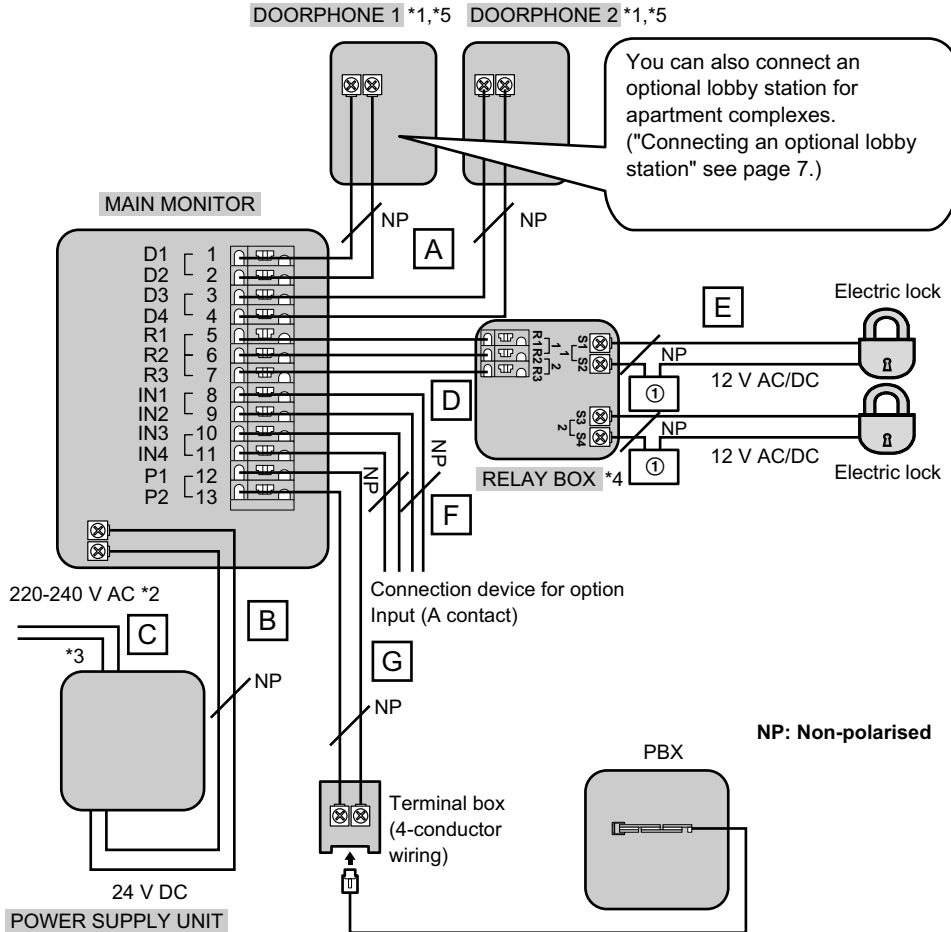 DOORPHONE 1 *1,*5 DOORPHONE 2 *1,*5
You can also connect an
optional lobby station for
apartment complexes.
("Connecting an optional lobby
station" see page 7.)
MAIN MONITOR
NP
A
NP
D1 1
D2 2
D3 3
D4 4
R1 5
R2 6
R3 7
IN1 8
IN2 9
IN3 10
IN4 11
P1 12
P2 13
R1 R2 R3
1 2
S1
S2
1
S3
S4
2
D
RELAY BOX *4
E
NP
①
12 V AC/DC
Electric lock
NP
①
12 V AC/DC
Electric lock
NP
NP
F
Connection device for option
Input (A contact)
220-240 V AC *2
C
*3
B
NP
G
NP
NP: Non-polarised
PBX
Terminal box
(4-conductor
wiring)
24 V DC
POWER SUPPLY UNIT